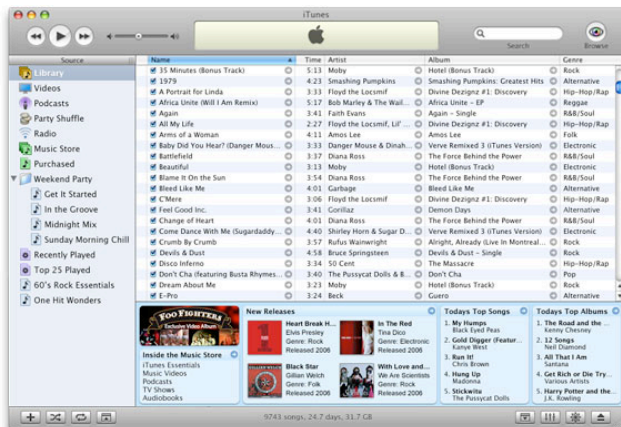 iTunes
Search
Browse
Source
Name Time Artist Album Genre
Library
Videos
Podcasts
Party Shuffle
Radio
Music Store
Purchased
Weekend Party
Get It Started
In the Groove
Midnight Mix
Sunday Morning Chill
Recently Played
Top 25 Played
60's Rock Essentials
One Hit Wonders
35 Minutes (Bonus Track) 5:13 Moby Hotel (Bonus Track) Rock
1979 4:23 Smashing Pumpkins Smashing Pumpkins: Greatest Hits Alternative
A Portrait for Linda 3:33 Floyd the Locsmif Divine Dezignz #1: Discovery Hip-Hop/Rap
Africa Unite (Will I Am Remix) 5:17 Bob Marley & The Wail... Africa Unite - EP Reggae
Again 3:41 Faith Evans Again - Single R&B/Soul
All My Life 2:27 Floyd the Locsmif, Lil'... Divine Dezignz #1: Discovery Hip-Hop/Rap
Arms of a Woman 4:11 Amos Lee Amos Lee Folk
Baby Did You Hear? (Danger Mous... 3:33 Danger Mouse & Dinah... Verve Remixed 3 (iTunes Version) Electronic
Battlefield 3:37 Diana Ross The Force Behind the Power R&B/Soul
Beautiful 3:13 Moby Hotel (Bonus Track) Electronic
Blame It On the Sun 3:54 Diana Ross The Force Behind the Power R&B/Soul
Bleed Like Me 4:01 Garbage Bleed Like Me Alternative
C'Mere 3:06 Floyd the Locsmif Divine Dezignz #1: Discovery Hip-Hop/Rap
Feel Good Inc. 3:41 Gorillaz Demon Days Alternative
Change of Heart 4:01 Diana Ross The Force Behind the Power R&B/Soul
Come Dance With Me (Sugardaddy... 4:40 Shirley Horn & Sugar D... Verve Remixed 3 (iTunes Version) Electronic
Crumb By Crumb 3:57 Rufus Wainwright Alright, Already (Live In Montreal... Rock
Devils & Dust 4:58 Bruce Springsteen Devils & Dust - Single Rock
Disco Inferno 3:34 50 Cent The Massacre Hip-Hop/Rap
Don't Cha (featuring Busta Rhymes... 3:40 The Pussycat Dolls & B... Don't Cha Pop
Dream About Me 3:23 Moby Hotel (Bonus Track) Rock
E-Pro 3:24 Beck Guero Alternative
FOO FIGHTERS
Exclusive Video Album
Inside the Music Store
iTunes Essentials
Music Videos
Podcasts
TV Shows
Audiobooks
New Releases
Heart Break H...
Elvis Presley
Genre: Rock
Released 2006
In The Red
Tina Dico
Genre: Electronic
Released 2006
Black Star
Gillian Welch
Genre: Folk
Released 2006
With Love and...
We Are Scientists
Genre: Rock
Released 2006
Todays Top Songs
1. My Humps
Black Eyed Peas
2. Gold Digger (Featur...
Kanye West
3. Run It!
Chris Brown
4. Hung Up
Madonna
5. Stickwitu
The Pussycat Dolls
Todays Top Albums
1. The Road and the ...
Kenny Chesney
2. 12 Songs
Neil Diamond
3. All That I Am
Santana
4. Get Rich or Die Try...
Various Artists
5. Harry Potter and the...
J.K. Rowling
9743 songs, 24.7 days, 31.7 GB